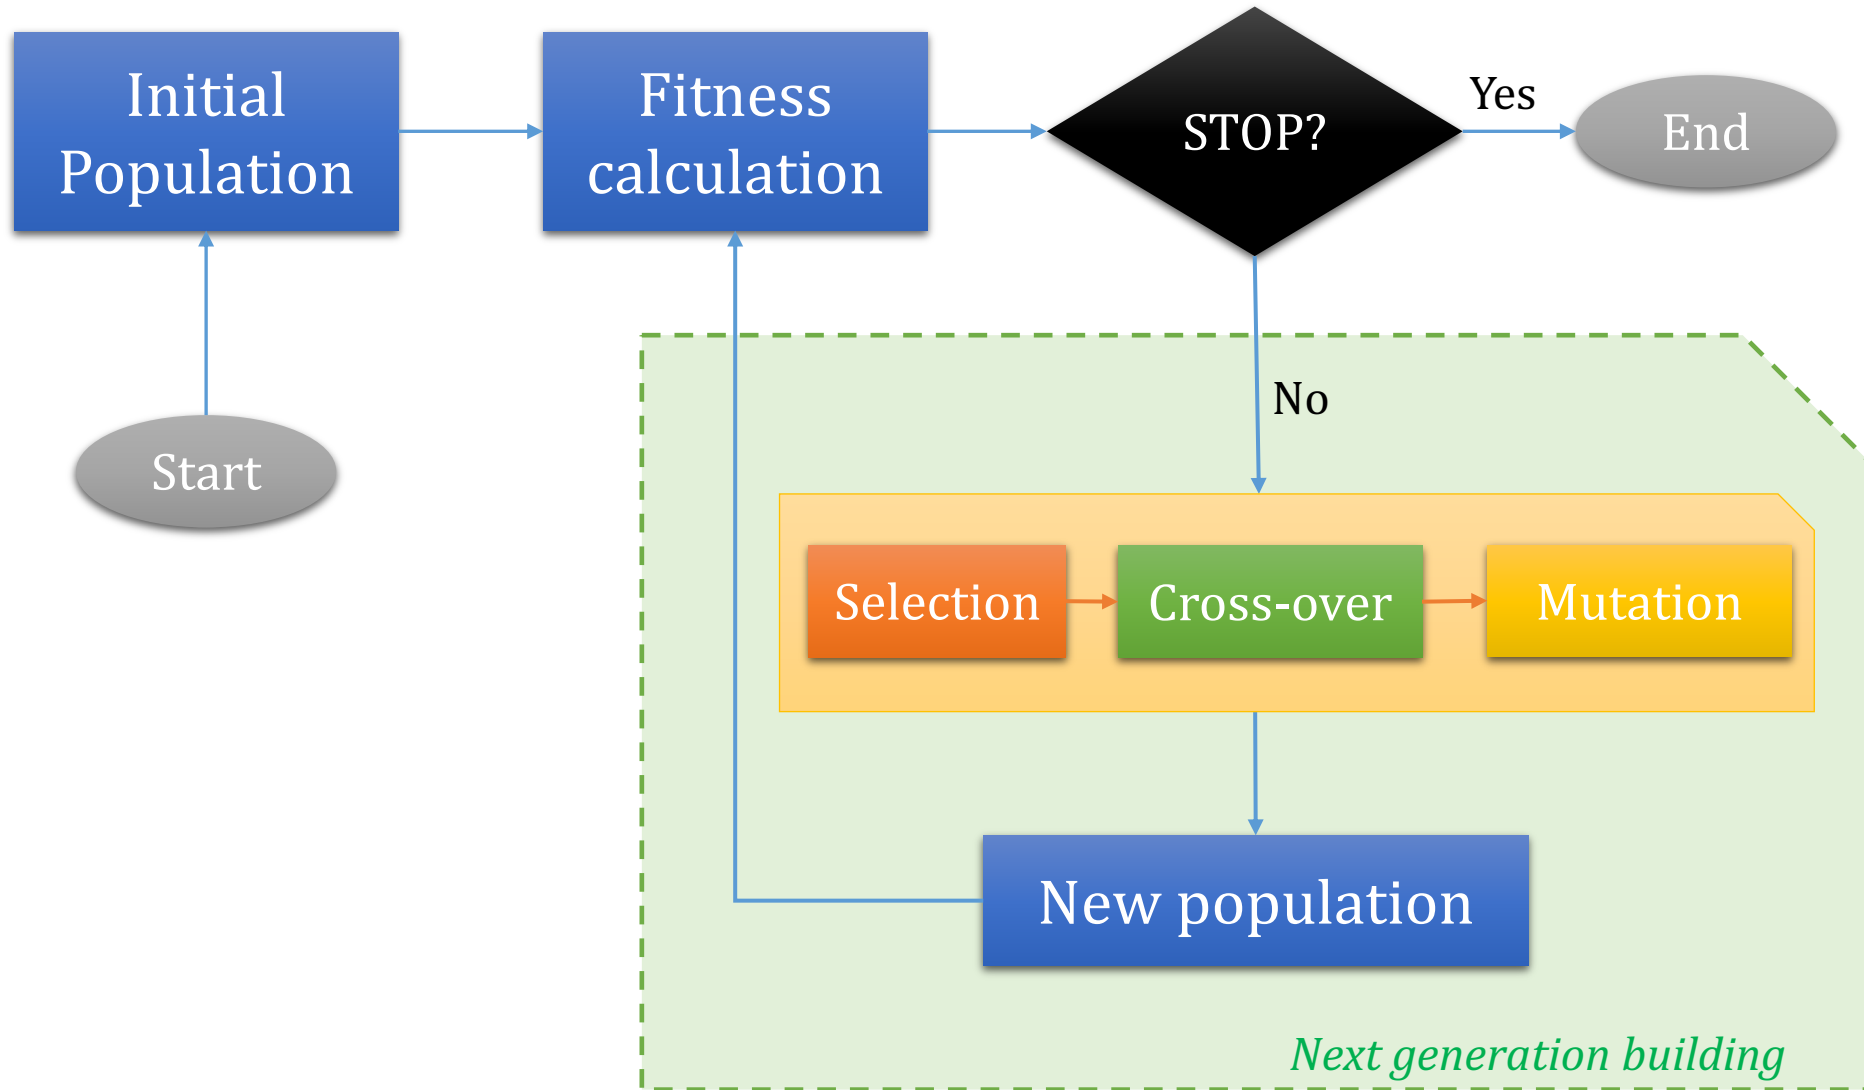 Initial
Population
Fitness
calculation
STOP?
Yes
End
No
Start
Selection
Cross-over
Mutation
New population
Next generation building